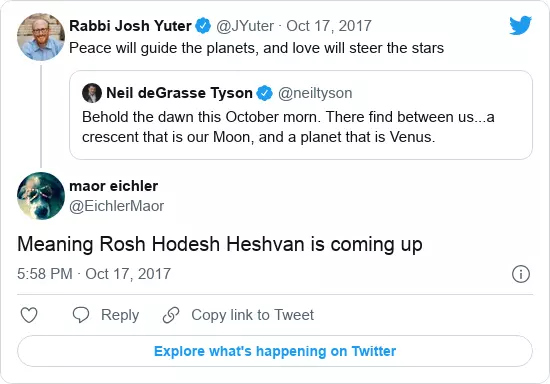 Rabbi Josh Yuter @JYuter · Oct 17, 2017
Peace will guide the planets, and love will steer the stars
Neil deGrasse Tyson @neiltyson
Behold the dawn this October morn. There find between us...a
crescent that is our Moon, and a planet that is Venus.
maor eichler
@EichlerMaor
Meaning Rosh Hodesh Heshvan is coming up
5:58 PM · Oct 17, 2017
Reply Copy link to Tweet
Explore what's happening on Twitter